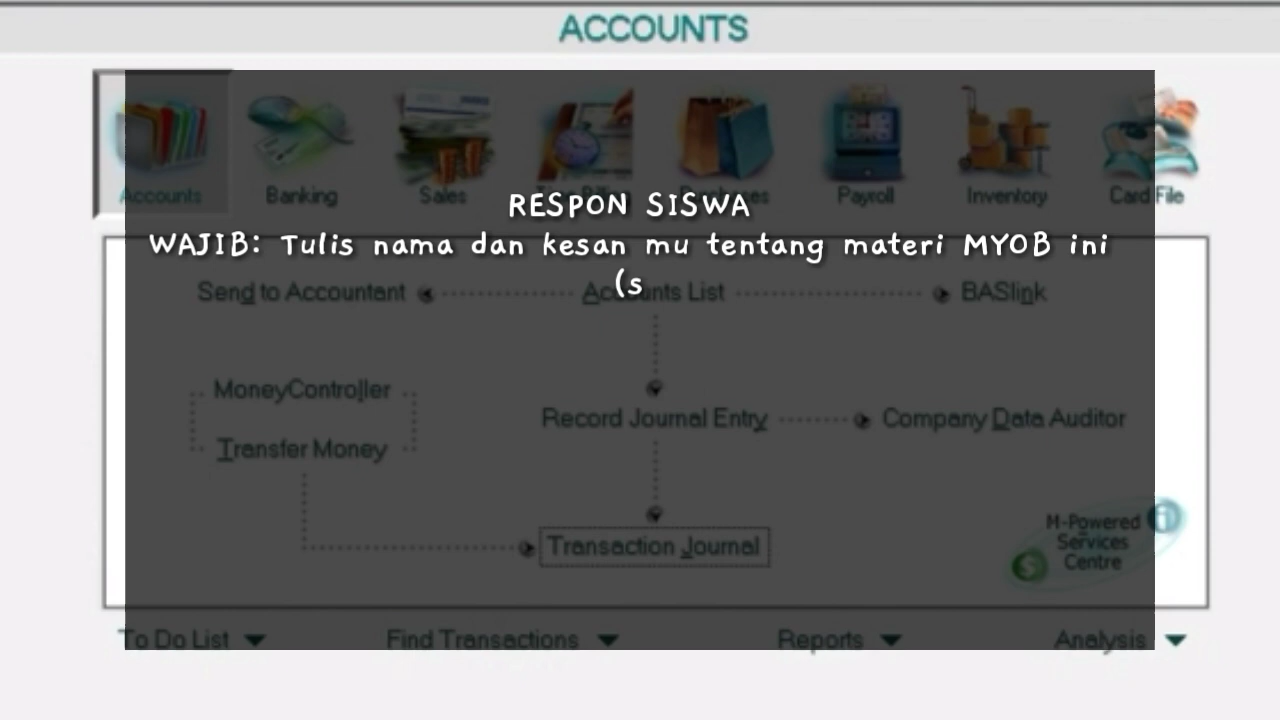 ACCOUNTS
Accounts Banking Sales Payroll Inventory Card File
RESPON SISWA
WAJIB: Tulis nama dan kesan mu tentang materi MYOB ini
(s
Send to Accountant Accounts List BASlink
MoneyController
Record Journal Entry Company Data Auditor
Transfer Money
M-Powered
Services
Centre
Transaction Journal
To Do List Find Transactions Reports Analysis